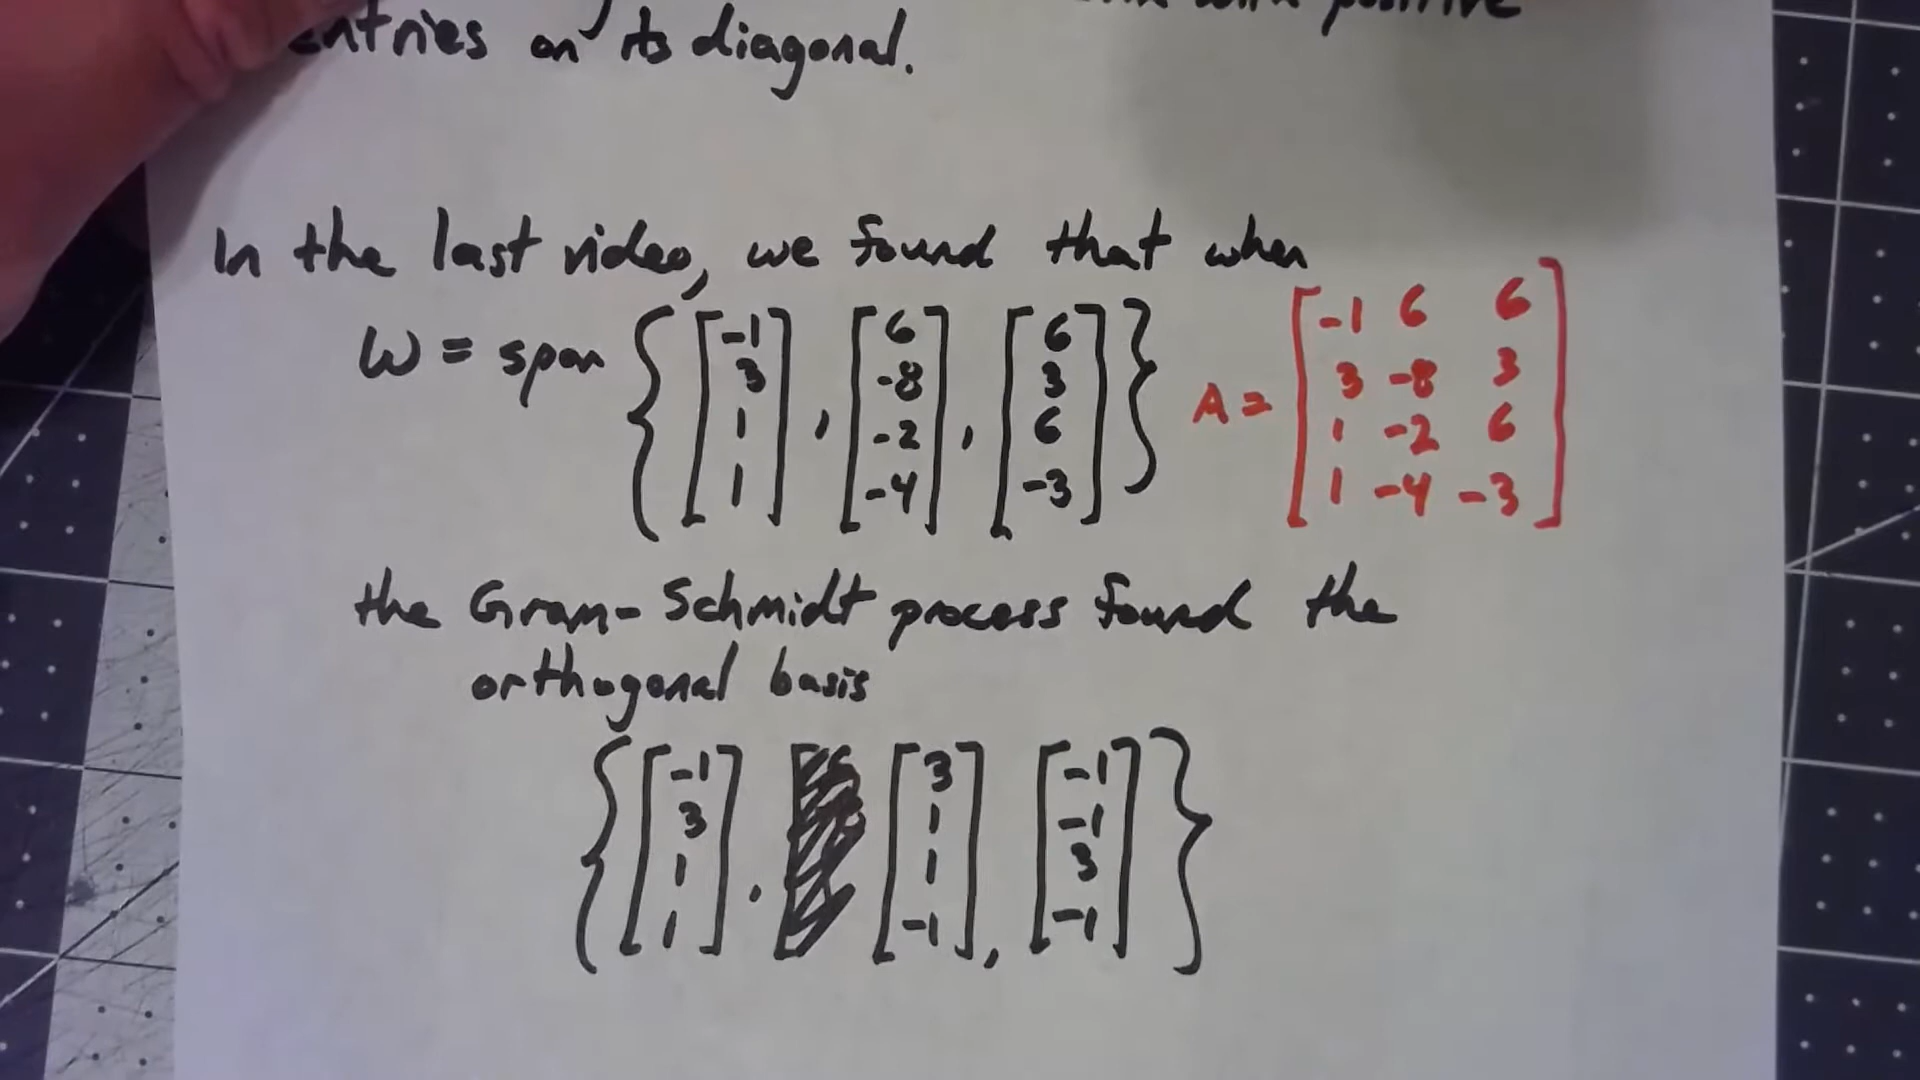 with positive
entries on its diagonal.
In the last video, we found that when
W = span { [-1 3 1 1], [6 -8 -2 -4], [6 3 6 -3] }
A = [-1 6 6
3 -8 3
1 -2 6
1 -4 -3]
the Gram-Schmidt process found the
orthogonal basis
{ [-1 3 1 1], [3 1 1 -1], [-1 -1 3 -1] }